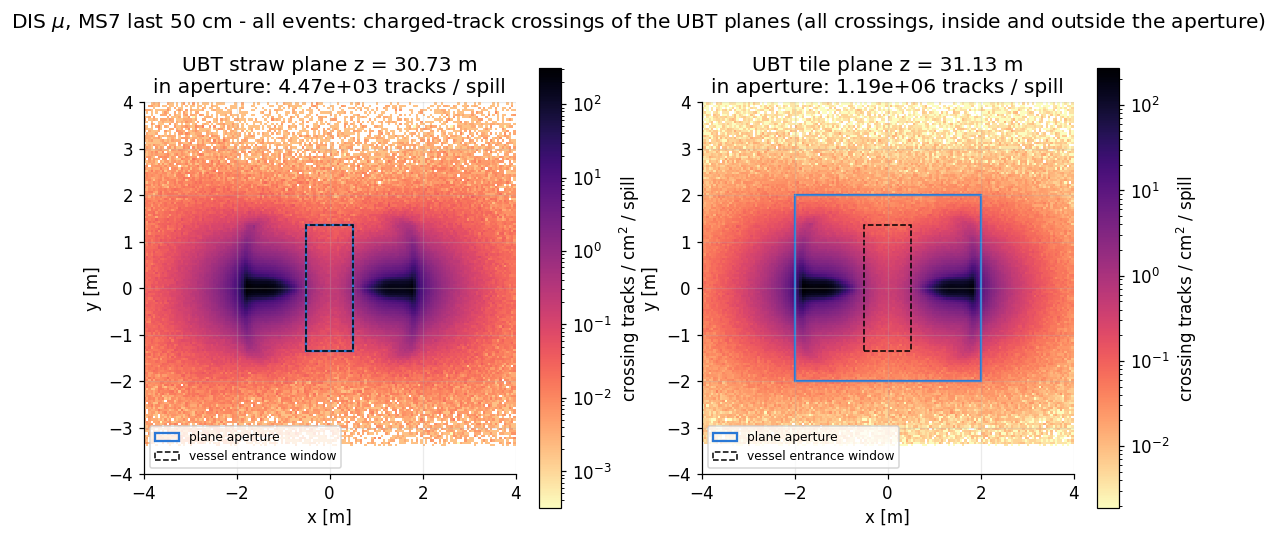 DIS μ, MS7 last 50 cm - all events: charged-track crossings of the UBT planes (all crossings, inside and outside the aperture)
UBT straw plane z = 30.73 m
in aperture: 4.47e+03 tracks / spill
4
3
2
1
0
−1
−2
−3
−4
y [m]
−4
−2
0
2
4
x [m]
plane aperture
vessel entrance window
10²
10¹
10⁰
10⁻¹
10⁻²
10⁻³
crossing tracks / cm² / spill
UBT tile plane z = 31.13 m
in aperture: 1.19e+06 tracks / spill
4
3
2
1
0
−1
−2
−3
−4
y [m]
−4
−2
0
2
4
x [m]
plane aperture
vessel entrance window
10²
10¹
10⁰
10⁻¹
10⁻²
crossing tracks / cm² / spill